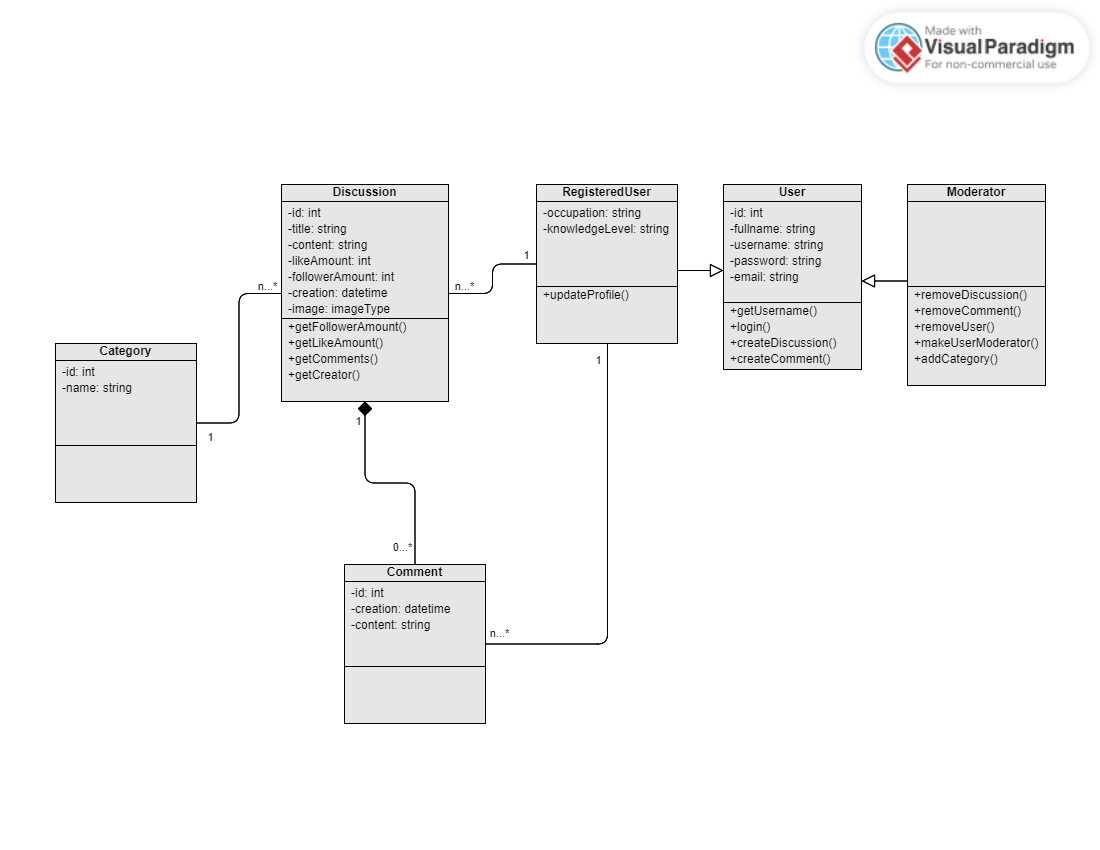 Made with
Visual Paradigm
For non-commercial use
Discussion
-id: int
-title: string
-content: string
-likeAmount: int
-followerAmount: int
-creation: datetime
-image: imageType
+getFollowerAmount()
+getLikeAmount()
+getComments()
+getCreator()
RegisteredUser
-occupation: string
-knowledgeLevel: string
+updateProfile()
User
-id: int
-fullname: string
-username: string
-password: string
-email: string
+getUsername()
+login()
+createDiscussion()
+createComment()
Moderator
+removeDiscussion()
+removeComment()
+removeUser()
+makeUserModerator()
+addCategory()
1
n...*
n...*
Category
-id: int
-name: string
1
1
1
0...*
Comment
-id: int
-creation: datetime
-content: string
n...*